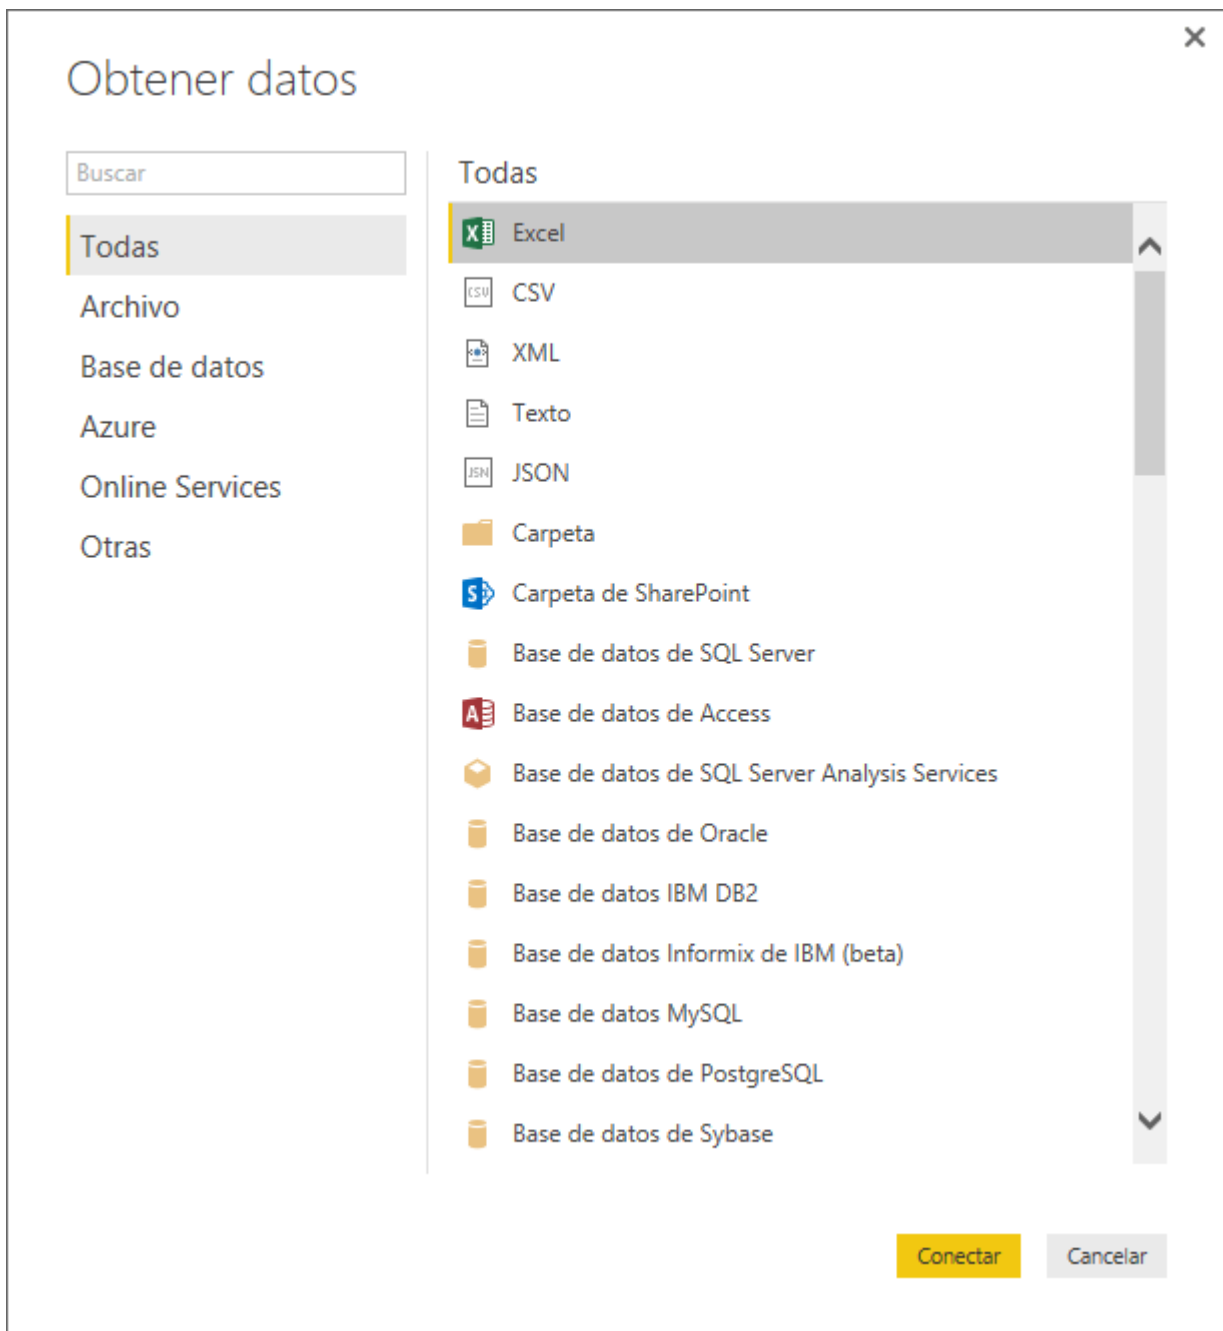 Obtener datos
Buscar
Todas
Archivo
Base de datos
Azure
Online Services
Otras
Todas
Excel
CSV
XML
Texto
JSON
Carpeta
Carpeta de SharePoint
Base de datos de SQL Server
Base de datos de Access
Base de datos de SQL Server Analysis Services
Base de datos de Oracle
Base de datos IBM DB2
Base de datos Informix de IBM (beta)
Base de datos MySQL
Base de datos de PostgreSQL
Base de datos de Sybase
Conectar
Cancelar